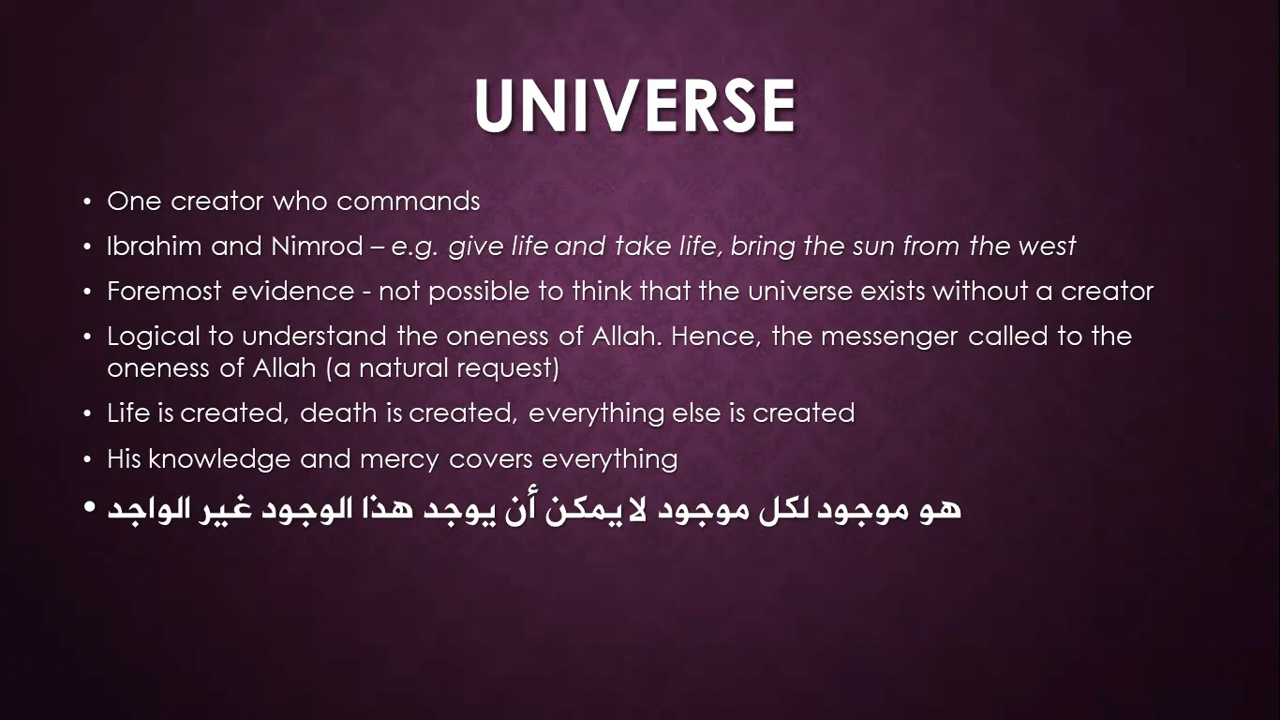 UNIVERSE
• One creator who commands
• Ibrahim and Nimrod – e.g. give life and take life, bring the sun from the west
• Foremost evidence - not possible to think that the universe exists without a creator
• Logical to understand the oneness of Allah. Hence, the messenger called to the
oneness of Allah (a natural request)
• Life is created, death is created, everything else is created
• His knowledge and mercy covers everything
• هو موجود لكل موجود لا يمكن أن يوجد هذا الوجود غير الواجد